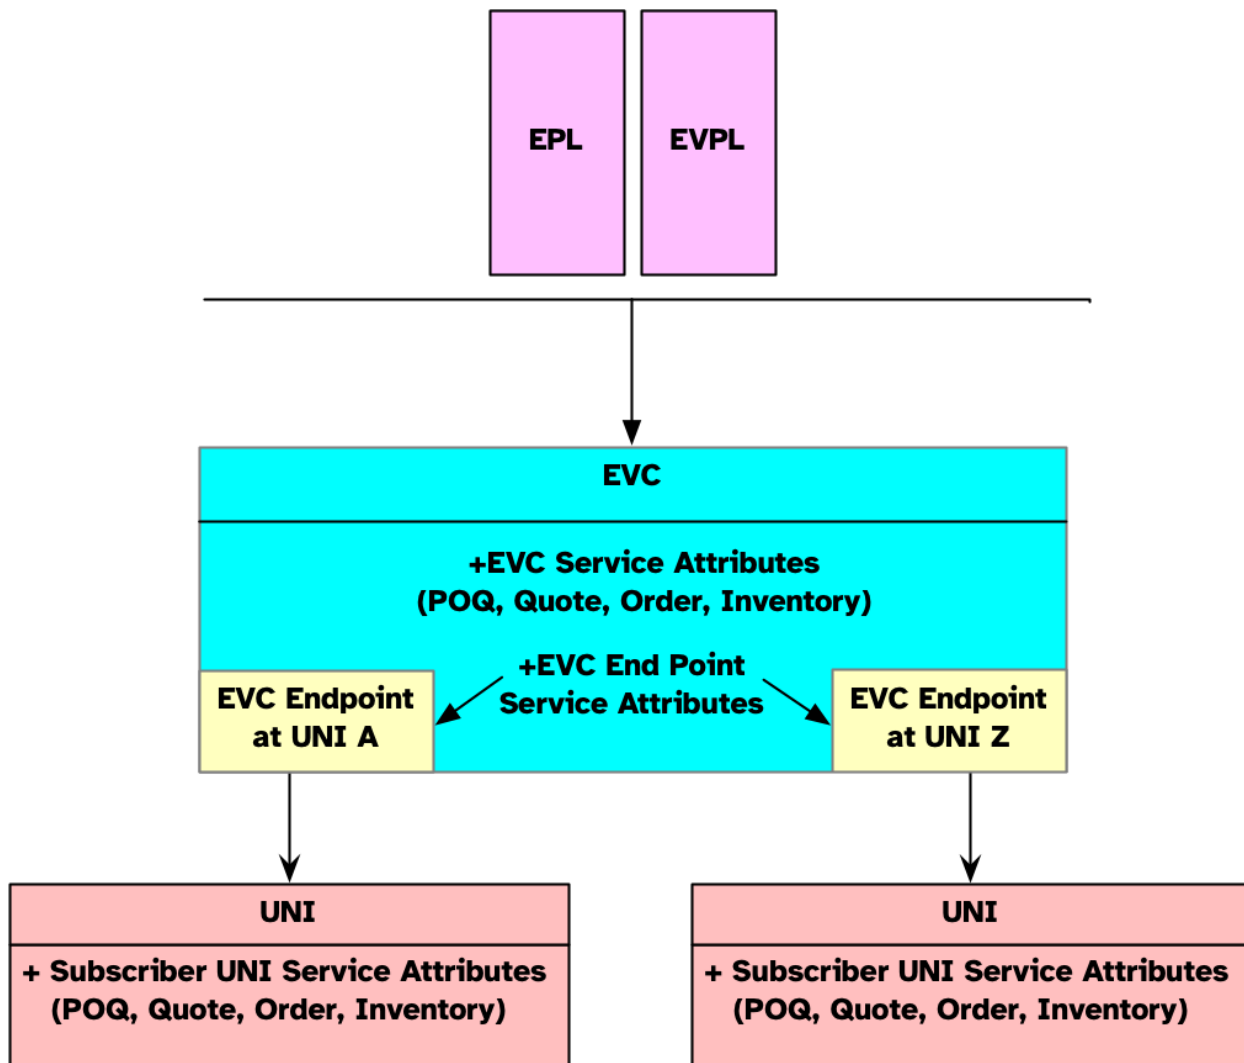 EPL
EVPL
EVC
+EVC Service Attributes
(POQ, Quote, Order, Inventory)
+EVC End Point
Service Attributes
EVC Endpoint
at UNI A
EVC Endpoint
at UNI Z
UNI
+ Subscriber UNI Service Attributes
(POQ, Quote, Order, Inventory)
UNI
+ Subscriber UNI Service Attributes
(POQ, Quote, Order, Inventory)